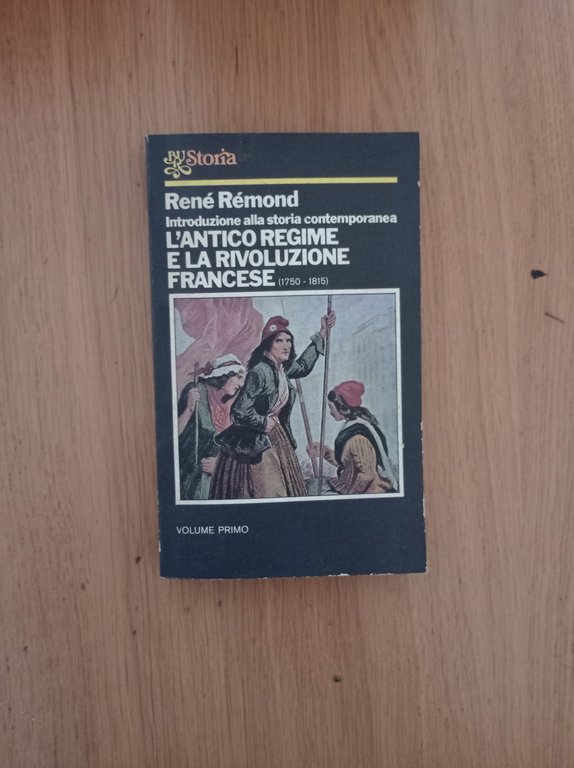 BUR Storia
René Rémond
Introduzione alla storia contemporanea
L'ANTICO REGIME
E LA RIVOLUZIONE
FRANCESE (1750 - 1815)
VOLUME PRIMO